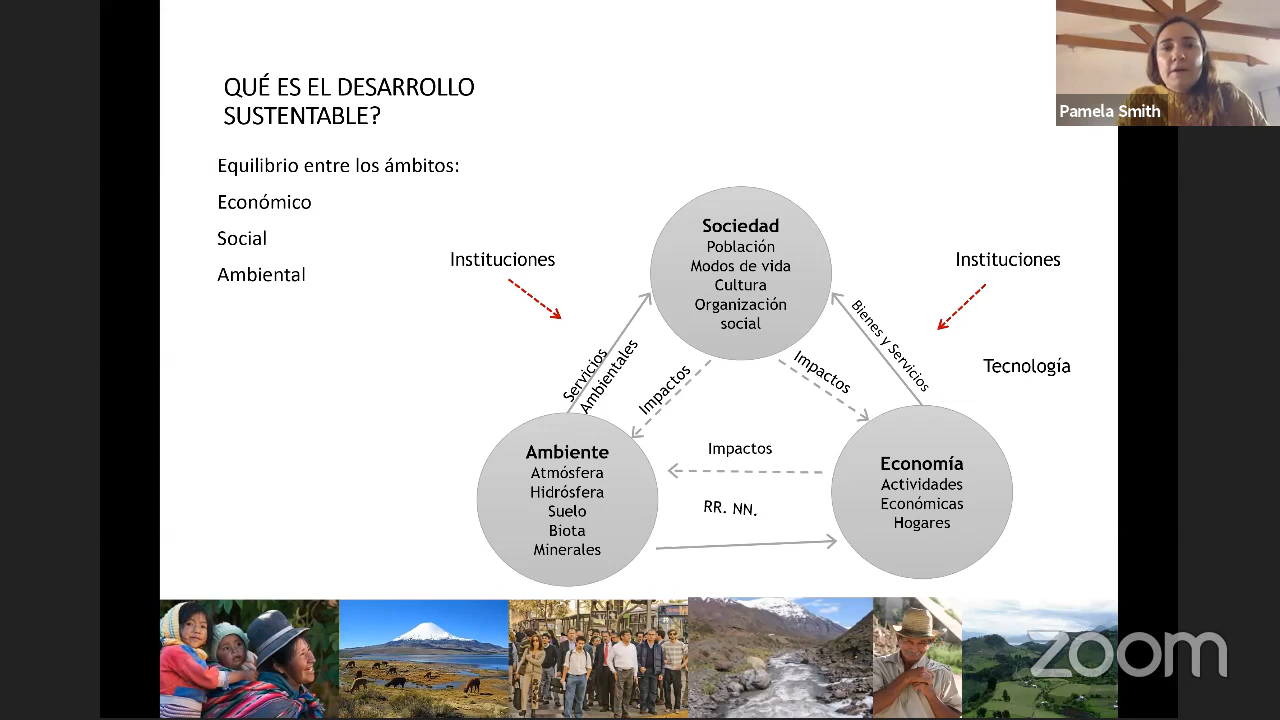 QUÉ ES EL DESARROLLO
SUSTENTABLE?
Equilibrio entre los ámbitos:
Económico
Social
Ambiental
Pamela Smith
Instituciones
Sociedad
Población
Modos de vida
Cultura
Organización
social
Instituciones
Tecnología
Servicios
Ambientales
Impactos
Impactos
Bienes y Servicios
Ambiente
Atmósfera
Hidrósfera
Suelo
Biota
Minerales
Impactos
RR. NN.
Economía
Actividades
Económicas
Hogares
zoom